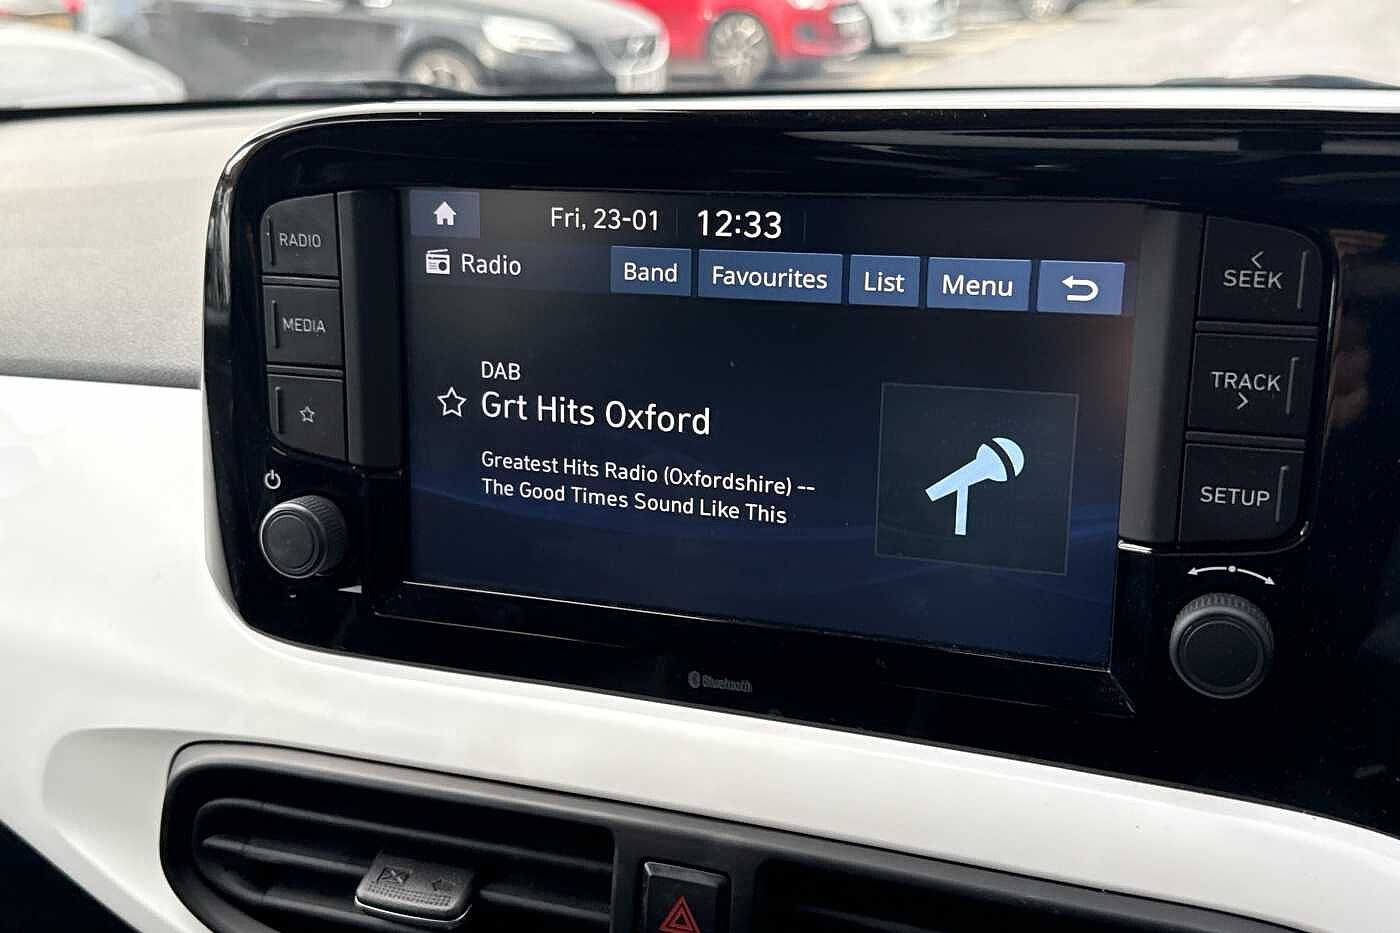 Fri, 23-01 12:33
Radio Band Favourites List Menu
DAB
Grt Hits Oxford
Greatest Hits Radio (Oxfordshire) --
The Good Times Sound Like This
RADIO
MEDIA
< SEEK
TRACK >
SETUP
Bluetooth